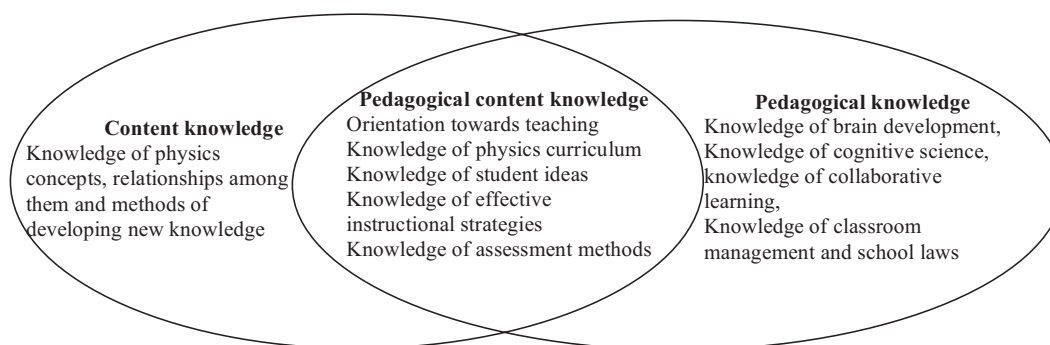 Content knowledge
Knowledge of physics
concepts, relationships among
them and methods of
developing new knowledge
Pedagogical content knowledge
Orientation towards teaching
Knowledge of physics curriculum
Knowledge of student ideas
Knowledge of effective
instructional strategies
Knowledge of assessment methods
Pedagogical knowledge
Knowledge of brain development,
Knowledge of cognitive science,
knowledge of collaborative
learning,
Knowledge of classroom
management and school laws